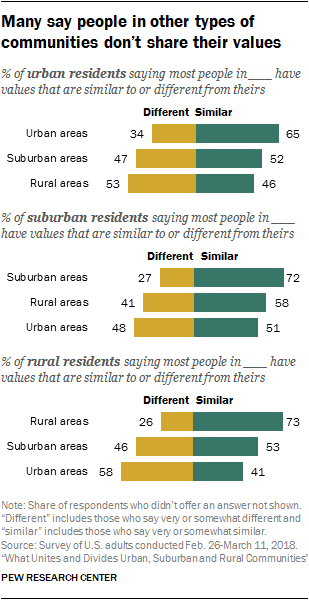 Many say people in other types of
communities don't share their values
% of urban residents saying most people in ___ have
values that are similar to or different from theirs
Different Similar
Urban areas 34 65
Suburban areas 47 52
Rural areas 53 46
% of suburban residents saying most people in ___
have values that are similar to or different from theirs
Different Similar
Suburban areas 27 72
Rural areas 41 58
Urban areas 48 51
% of rural residents saying most people in ___ have
values that are similar to or different from theirs
Different Similar
Rural areas 26 73
Suburban areas 46 53
Urban areas 58 41
Note: Share of respondents who didn't offer an answer not shown.
"Different" includes those who say very or somewhat different and
"similar" includes those who say very or somewhat similar.
Source: Survey of U.S. adults conducted Feb. 26-March 11, 2018.
"What Unites and Divides Urban, Suburban and Rural Communities"
PEW RESEARCH CENTER